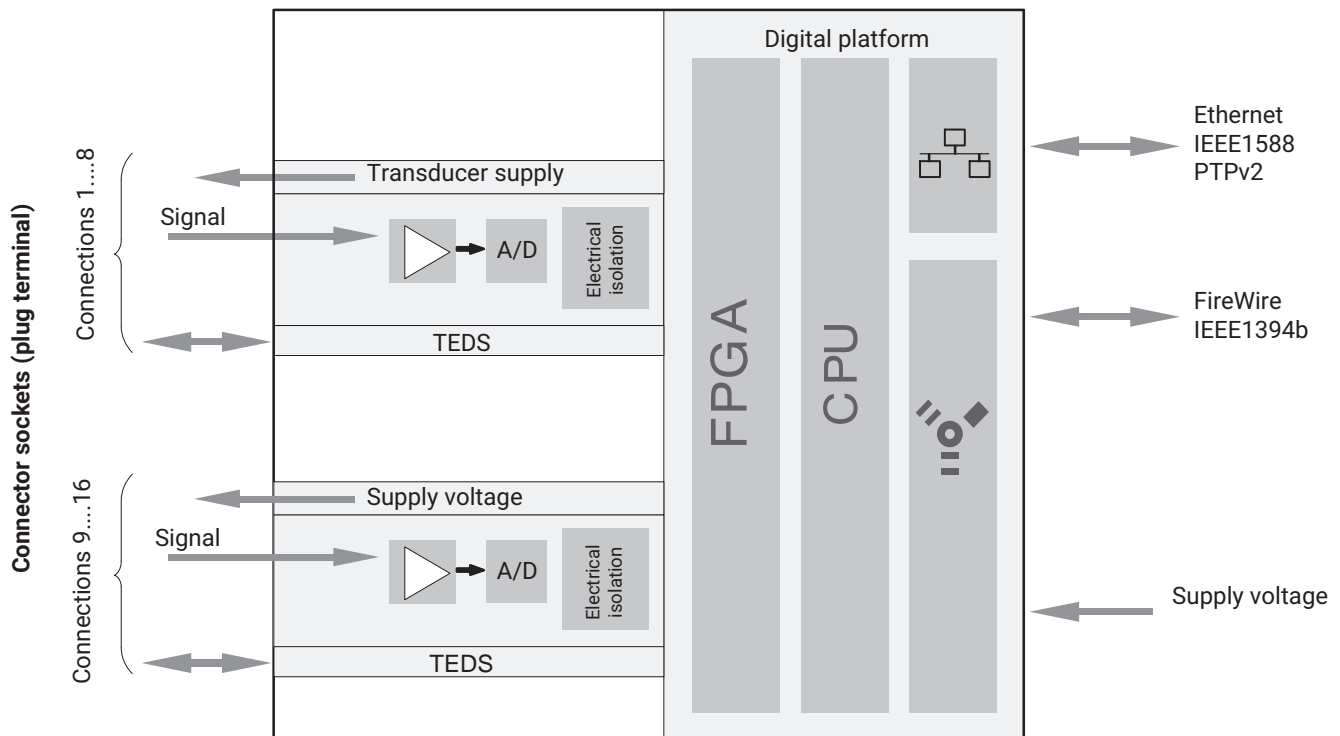 Digital platform
Connector sockets (plug terminal)
Connections 1....8
Transducer supply
Signal
A/D
Electrical
isolation
TEDS
Connections 9....16
Supply voltage
Signal
A/D
Electrical
isolation
TEDS
FPGA
CPU
Ethernet
IEEE1588
PTPv2
FireWire
IEEE1394b
Supply voltage